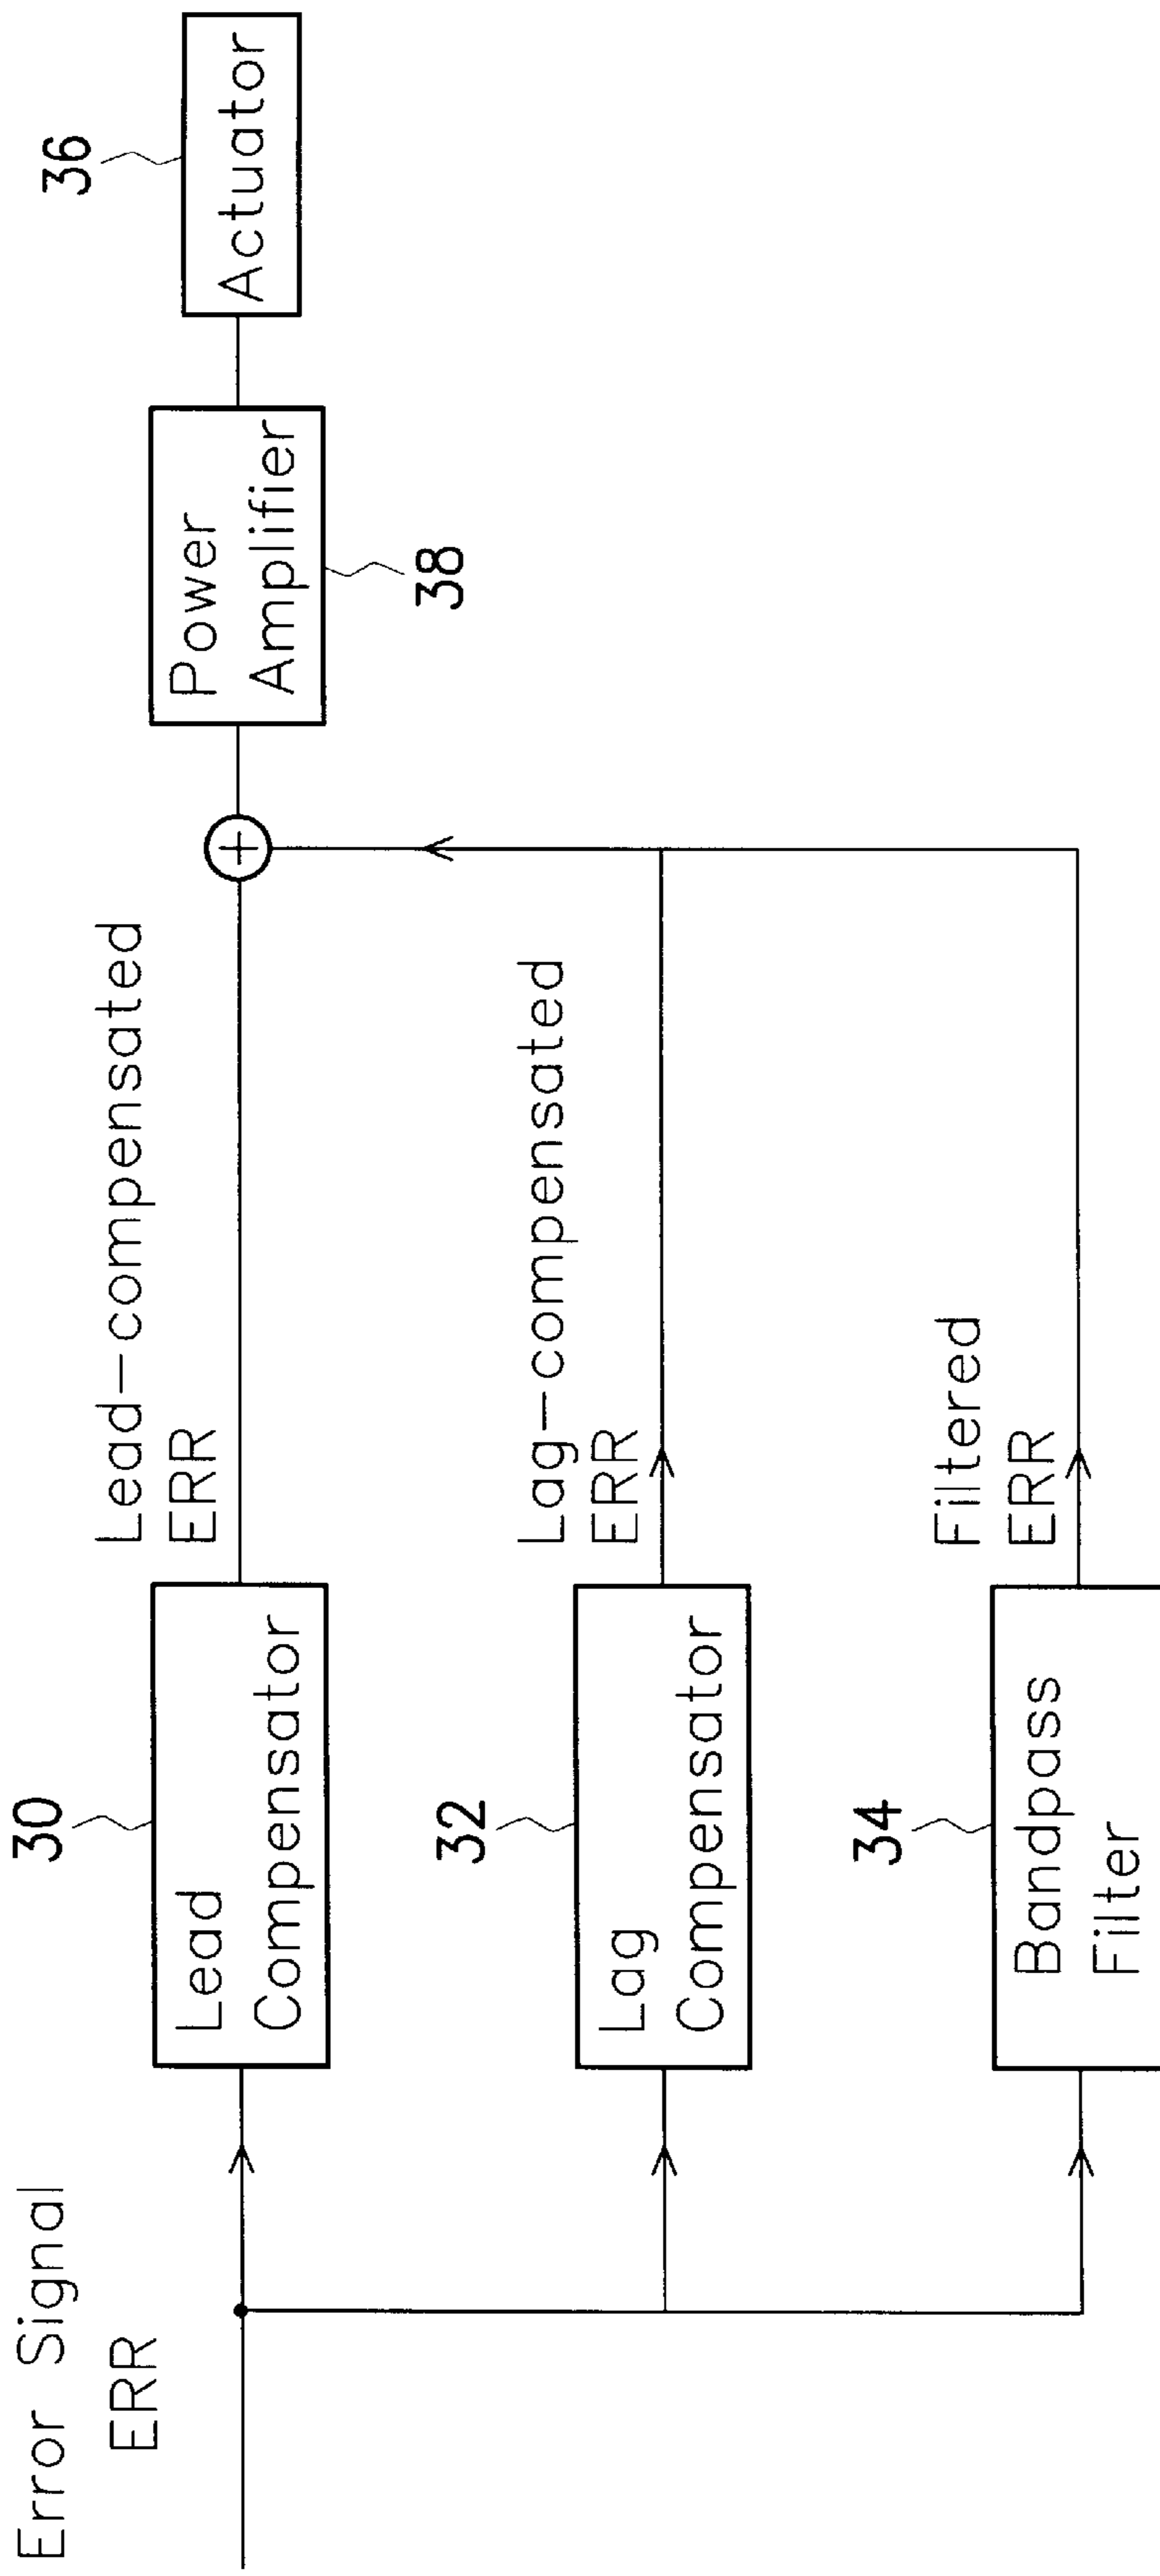 Error Signal
ERR
30
Lead
Compensator
Lead-compensated
ERR
+
Power
Amplifier
38
36
Actuator
32
Lag
Compensator
Lag-compensated
ERR
34
Bandpass
Filter
Filtered
ERR